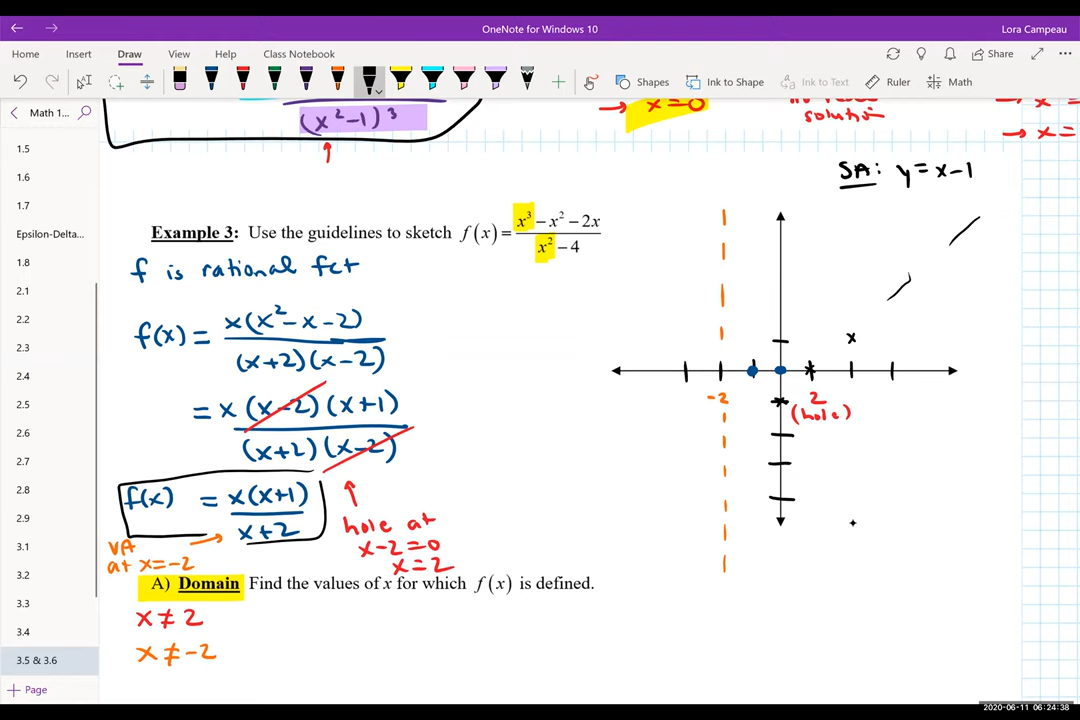 OneNote for Windows 10
Lora Campeau
Home Insert Draw View Help Class Notebook
Share
Shapes Ink to Shape Ink to Text Ruler Math
Math 1...
1.5
1.6
1.7
Epsilon-Delta...
1.8
2.1
2.2
2.3
2.4
2.5
2.6
2.7
2.8
2.9
3.1
3.2
3.3
3.4
3.5 & 3.6
Page
(x²-1)³
→ x=0
solution
→ x =
→ x =
SA: y = x-1
Example 3: Use the guidelines to sketch f(x) = (x³ - x² - 2x)/(x² - 4)
f is rational fct
f(x) = x(x²-x-2)/((x+2)(x-2))
= x(x-2)(x+1)/((x+2)(x-2))
f(x) = x(x+1)/(x+2)
VA
at x=-2
hole at
x-2=0
x=2
-2
2
(hole)
A) Domain Find the values of x for which f(x) is defined.
x≠2
x≠-2
2020-06-11 06:24:38